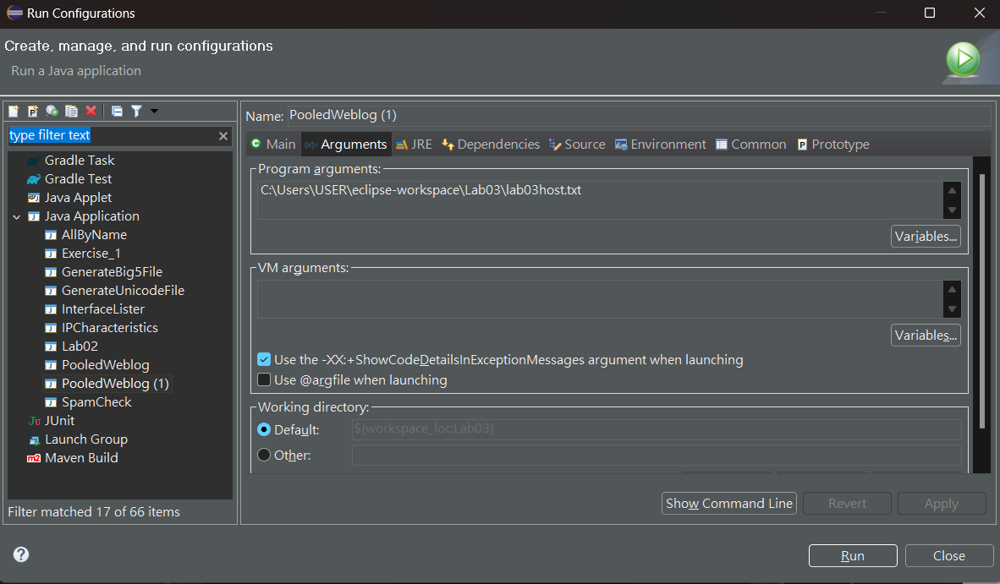 Run Configurations
Create, manage, and run configurations
Run a Java application
type filter text
Gradle Task
Gradle Test
Java Applet
Java Application
AllByName
Exercise_1
GenerateBig5File
GenerateUnicodeFile
InterfaceLister
IPCharacteristics
Lab02
PooledWeblog
PooledWeblog (1)
SpamCheck
JUnit
Launch Group
Maven Build
Filter matched 17 of 66 items
Name: PooledWeblog (1)
Main Arguments JRE Dependencies Source Environment Common Prototype
Program arguments:
C:\Users\USER\eclipse-workspace\Lab03\lab03host.txt
Variables...
VM arguments:
Variables...
Use the -XX:+ShowCodeDetailsInExceptionMessages argument when launching
Use @argfile when launching
Working directory:
Default: ${workspace_loc:Lab03}
Other:
Show Command Line Revert Apply
Run Close